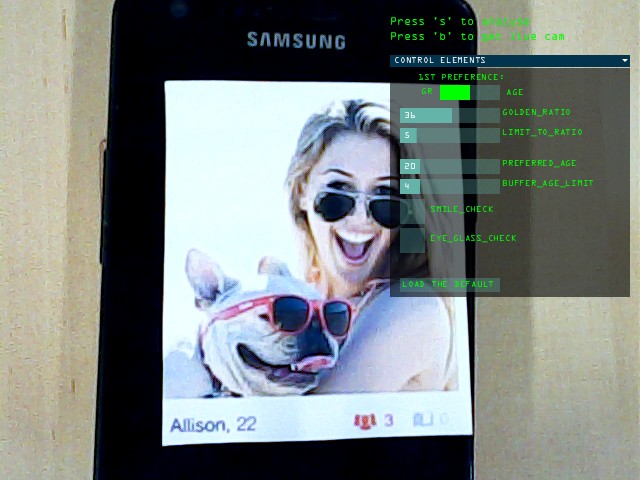 Press 's' to
Press 'b' to get live cam
SAMSUNG
CONTROL ELEMENTS
1ST PREFERENCE:
GR AGE
36 GOLDEN_RATIO
5 LIMIT_TO_RATIO
20 PREFERRED_AGE
4 BUFFER_AGE_LIMIT
SMILE_CHECK
EYE_GLASS_CHECK
LOAD THE DEFAULT
Allison, 22 3